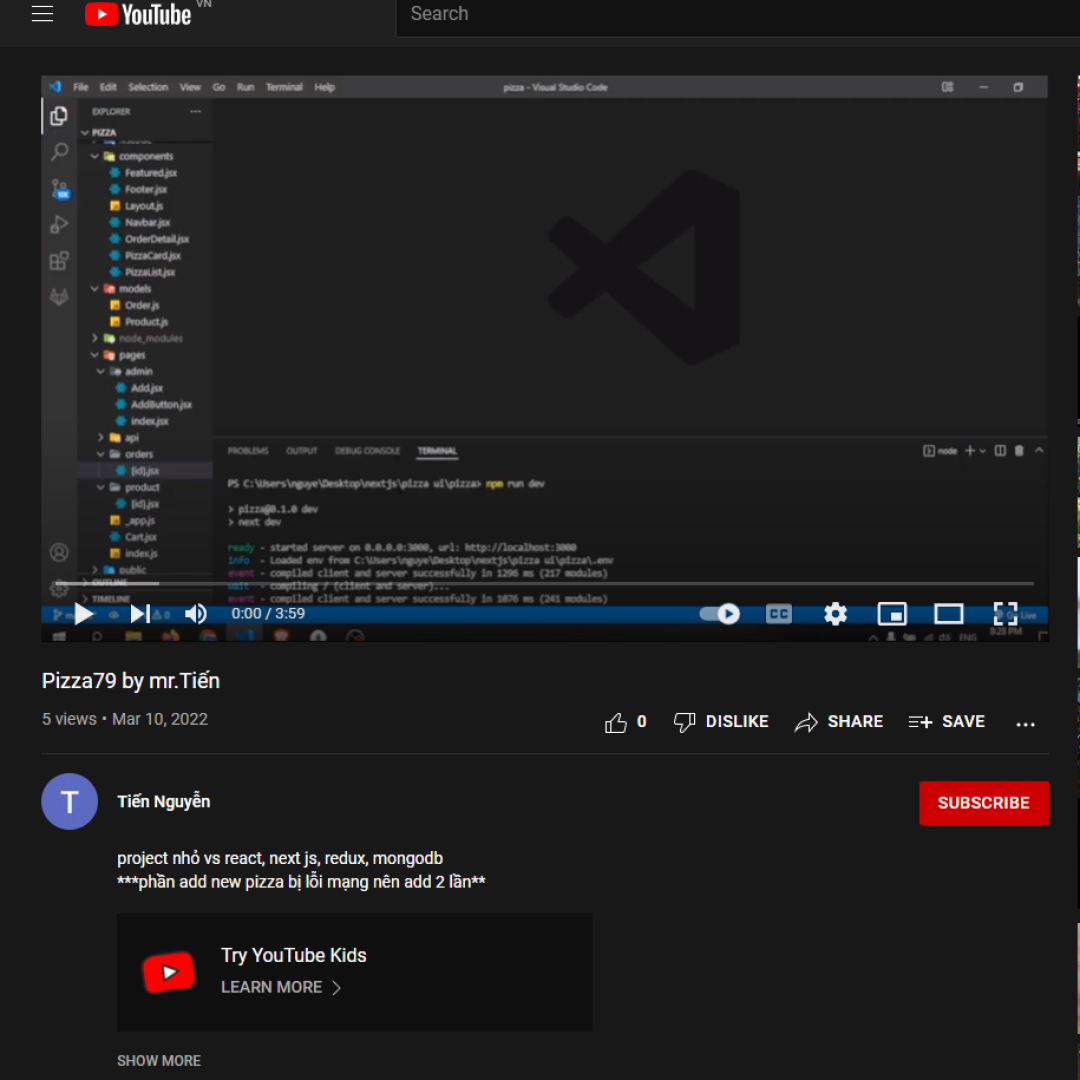 YouTube VN
Search
File Edit Selection View Go Run Terminal Help
pizza - Visual Studio Code
EXPLORER
PIZZA
components
Featured.jsx
Footer.jsx
Layout.js
Navbar.jsx
OrderDetail.jsx
PizzaCard.jsx
PizzaList.jsx
models
Order.js
Product.js
node_modules
pages
admin
Add.jsx
AddButton.jsx
index.jsx
api
orders
[id].jsx
product
[id].jsx
_app.js
Cart.jsx
index.js
public
OUTLINE
TIMELINE
PROBLEMS OUTPUT DEBUG CONSOLE TERMINAL
node
PS C:\Users\nguye\Desktop\nextjs\pizza ui\pizza> npm run dev
> pizza@0.1.0 dev
> next dev
ready - started server on 0.0.0.0:3000, url: http://localhost:3000
info - Loaded env from C:\Users\nguye\Desktop\nextjs\pizza ui\pizza\.env
event - compiled client and server successfully in 1296 ms (217 modules)
wait - compiling / (client and server)...
event - compiled client and server successfully in 1076 ms (241 modules)
0:00 / 3:59
CC
Go Live
ENG
8:28 PM
Pizza79 by mr.Tiến
5 views • Mar 10, 2022
0 DISLIKE SHARE SAVE ...
T
Tiến Nguyễn
SUBSCRIBE
project nhỏ vs react, next js, redux, mongodb
***phần add new pizza bị lỗi mạng nên add 2 lần**
Try YouTube Kids
LEARN MORE
SHOW MORE